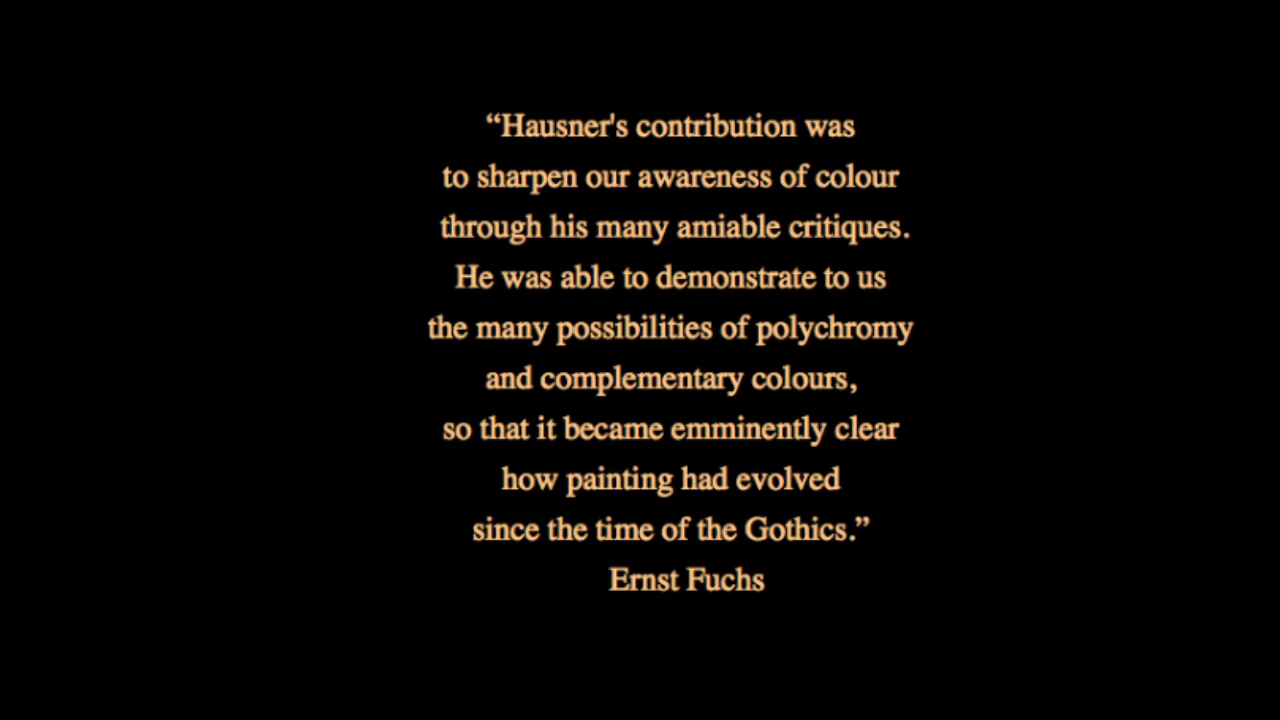 “Hausner's contribution was
to sharpen our awareness of colour
through his many amiable critiques.
He was able to demonstrate to us
the many possibilities of polychromy
and complementary colours,
so that it became emminently clear
how painting had evolved
since the time of the Gothics.”
Ernst Fuchs